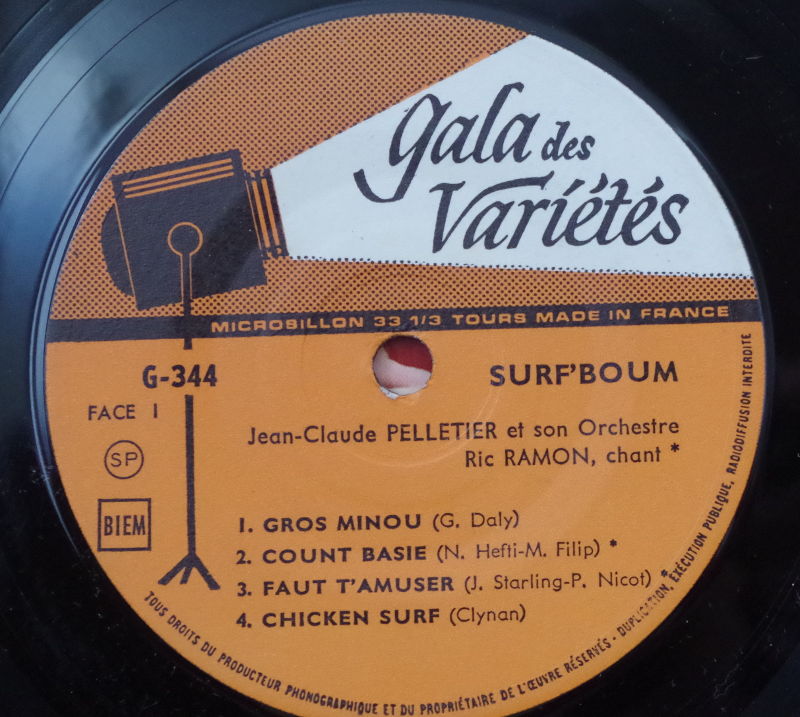 gala des
Variétés
MICROSILLON 33 1/3 TOURS MADE IN FRANCE
G-344
SURF'BOUM
FACE 1
Jean-Claude PELLETIER et son Orchestre
Ric RAMON, chant *
SP
BIEM
1. GROS MINOU (G. Daly)
2. COUNT BASIE (N. Hefti-M. Filip) *
3. FAUT T'AMUSER (J. Starling-P. Nicot) *
4. CHICKEN SURF (Clynan)
TOUS DROITS DU PRODUCTEUR PHONOGRAPHIQUE ET DU PROPRIÉTAIRE DE L'ŒUVRE RÉSERVÉS - DUPLICATION, EXÉCUTION PUBLIQUE, RADIODIFFUSION INTERDITE